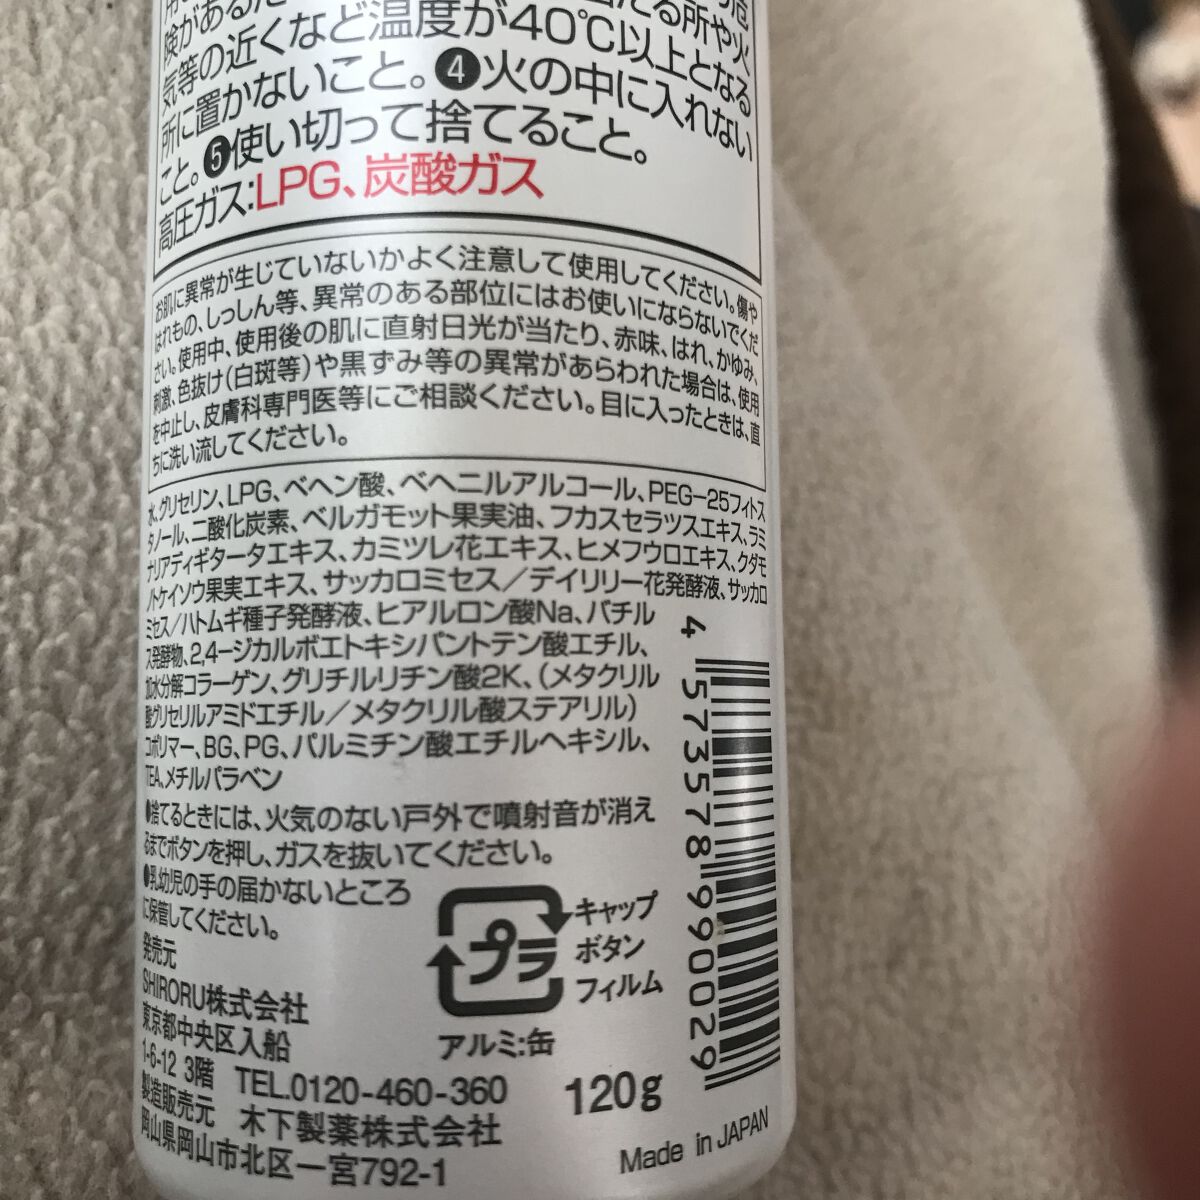 険があるため
当たる所や火
気等の近くなど温度が40℃以上となる
所に置かないこと。❹火の中に入れない
こと。❺使い切って捨てること。
高圧ガス:LPG、炭酸ガス
お肌に異常が生じていないかよく注意して使用してください。傷や
はれもの、しっしん等、異常のある部位にはお使いにならないでくだ
さい。使用中、使用後の肌に直射日光が当たり、赤味、はれ、かゆみ、
刺激、色抜け(白斑等)や黒ずみ等の異常があらわれた場合は、使用
を中止し、皮膚科専門医等にご相談ください。目に入ったときは、直
ちに洗い流してください。
水、グリセリン、LPG、ベヘン酸、ベヘニルアルコール、PEG-25フィトス
タノール、二酸化炭素、ベルガモット果実油、フカスセラツスエキス、ラミ
ナリアディギタータエキス、カミツレ花エキス、ヒメフウロエキス、クダモ
ノトケイソウ果実エキス、サッカロミセス/デイリリー花発酵液、サッカロ
ミセス/ハトムギ種子発酵液、ヒアルロン酸Na、バチル
ス発酵物、2,4-ジカルボエトキシパントテン酸エチル、
加水分解コラーゲン、グリチルリチン酸2K、(メタクリル
酸グリセリルアミドエチル/メタクリル酸ステアリル)
コポリマー、BG、PG、パルミチン酸エチルヘキシル、
TEA、メチルパラベン
●捨てるときには、火気のない戸外で噴射音が消え
るまでボタンを押し、ガスを抜いてください。
●乳幼児の手の届かないところ
に保管してください。
プラ
キャップ
ボタン
フィルム
アルミ:缶
発売元
SHIRORU株式会社
東京都中央区入船
1-6-12 3階 TEL.0120-460-360
製造販売元 木下製薬株式会社
岡山県岡山市北区一宮792-1
120g
Made in JAPAN
4 573578 990029